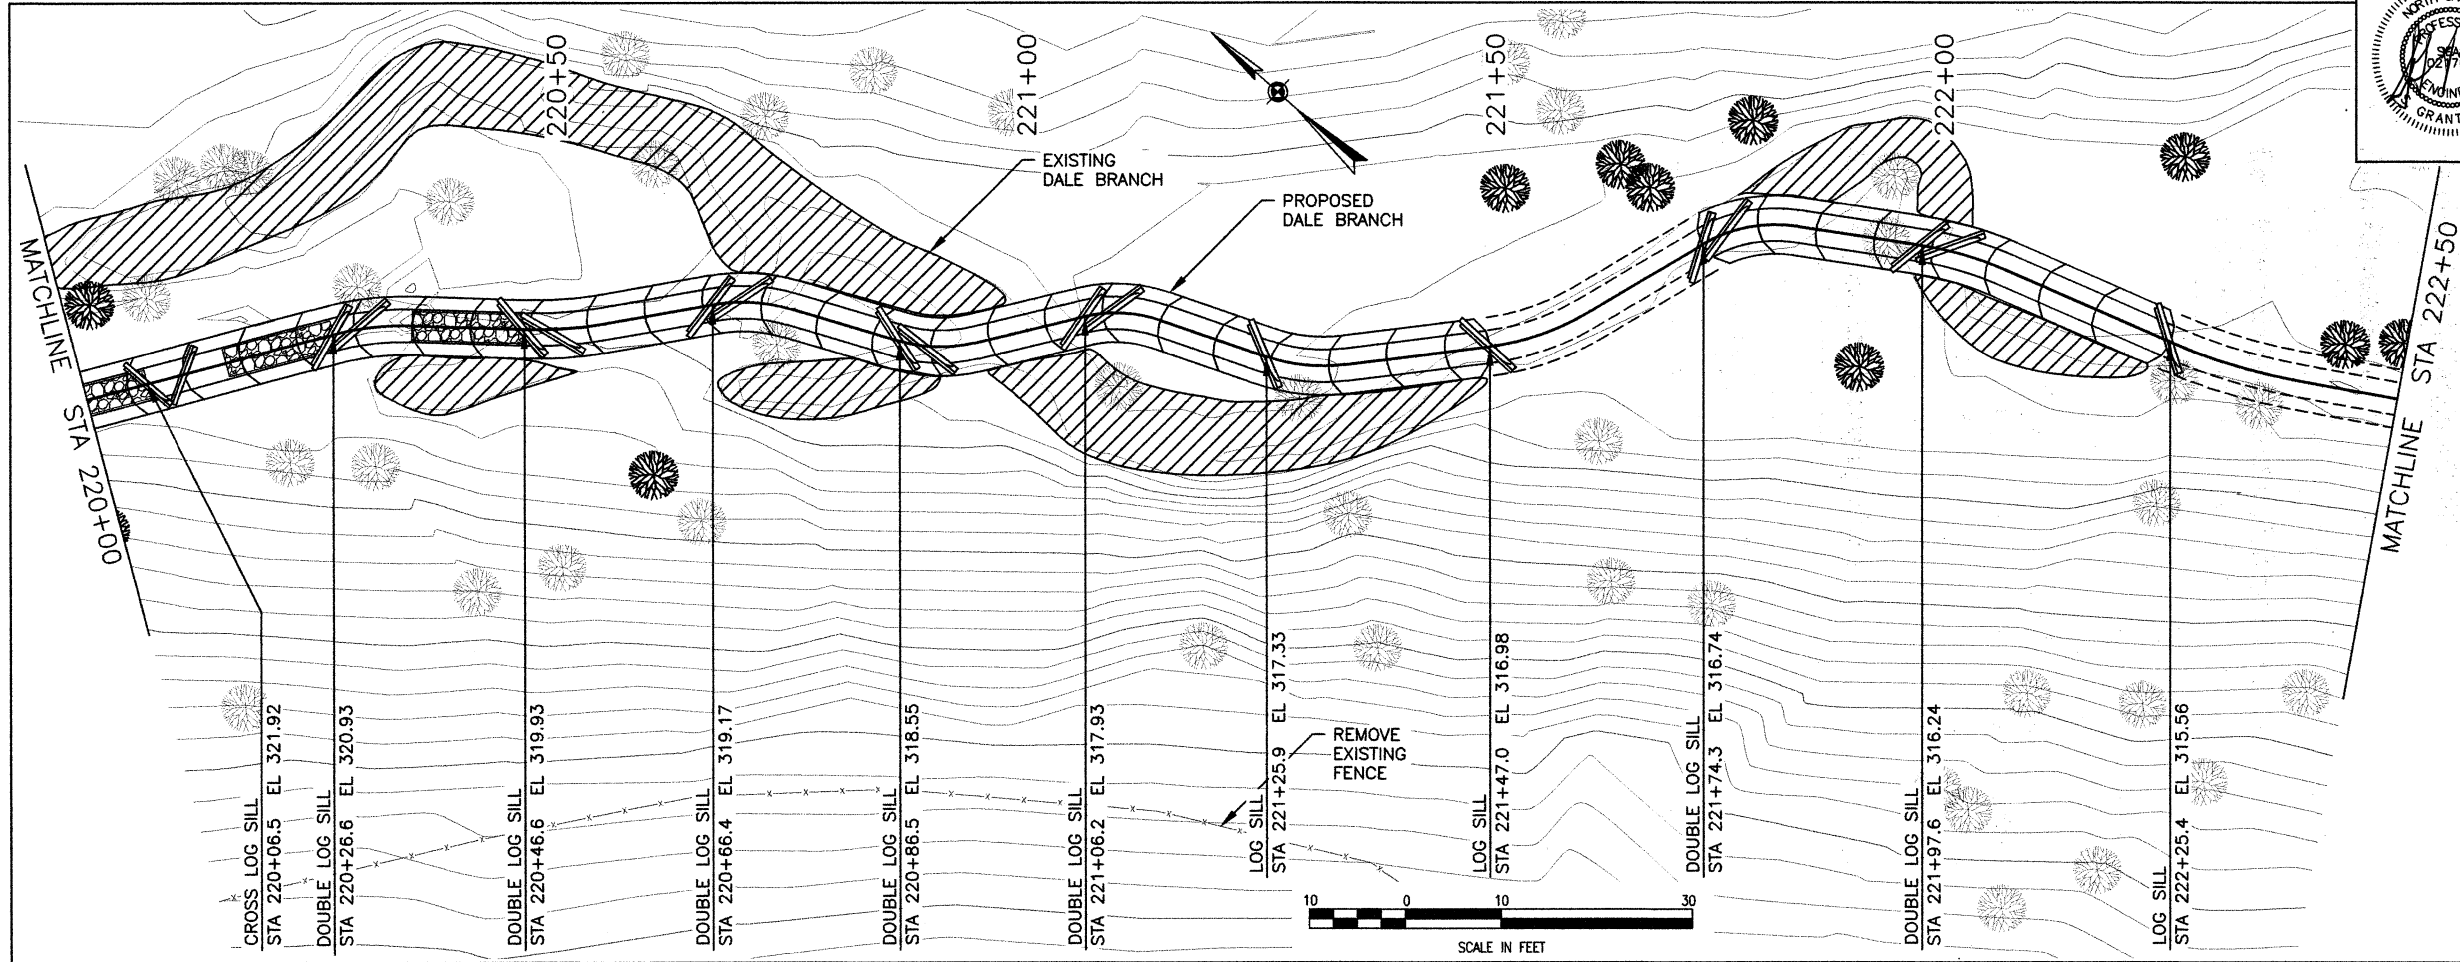 220+50
221+00
221+50
222+00
EXISTING
DALE BRANCH
PROPOSED
DALE BRANCH
MATCHLINE STA 220+00
MATCHLINE STA 222+50
CROSS LOG SILL
STA 220+06.5 EL 321.92
DOUBLE LOG SILL
STA 220+26.6 EL 320.93
DOUBLE LOG SILL
STA 220+46.6 EL 319.93
DOUBLE LOG SILL
STA 220+66.4 EL 319.17
DOUBLE LOG SILL
STA 220+86.5 EL 318.55
DOUBLE LOG SILL
STA 221+06.2 EL 317.93
LOG SILL
STA 221+25.9 EL 317.33
REMOVE
EXISTING
FENCE
LOG SILL
STA 221+47.0 EL 316.98
DOUBLE LOG SILL
STA 221+74.3 EL 316.74
DOUBLE LOG SILL
STA 221+97.6 EL 316.24
LOG SILL
STA 222+25.4 EL 315.56
10 0 10 30
SCALE IN FEET